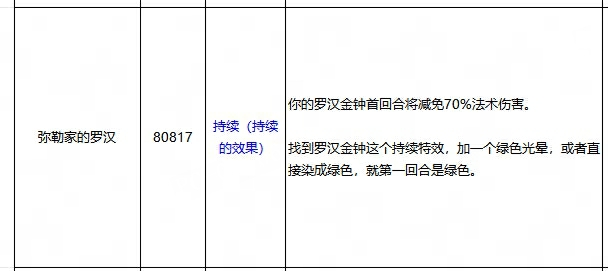 弥勒家的罗汉
80817
持续（持续
的效果）
你的罗汉金钟首回合将减免70%法术伤害。
找到罗汉金钟这个持续特效，加一个绿色光晕，或者直
接染成绿色，就第一回合是绿色。